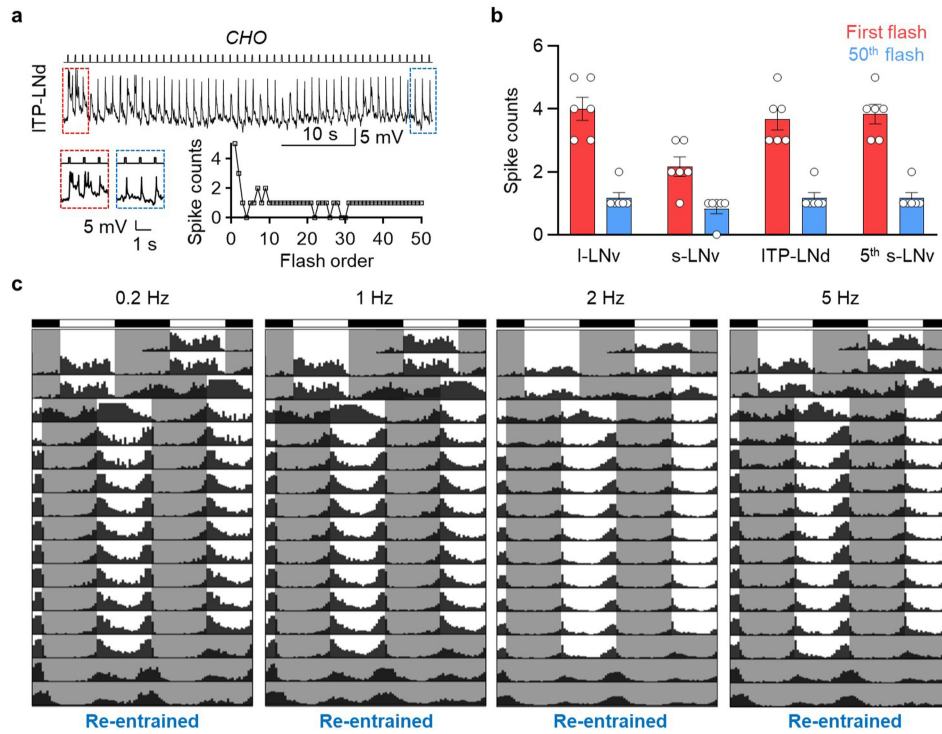 a
CHO
ITP-LNd
10 s
5 mV
5 mV
1 s
Spike counts
5
4
3
2
1
0
0
10
20
30
40
50
Flash order
b
First flash
50th flash
Spike counts
6
4
2
0
l-LNv
s-LNv
ITP-LNd
5th s-LNv
c
0.2 Hz
1 Hz
2 Hz
5 Hz
Re-entrained
Re-entrained
Re-entrained
Re-entrained